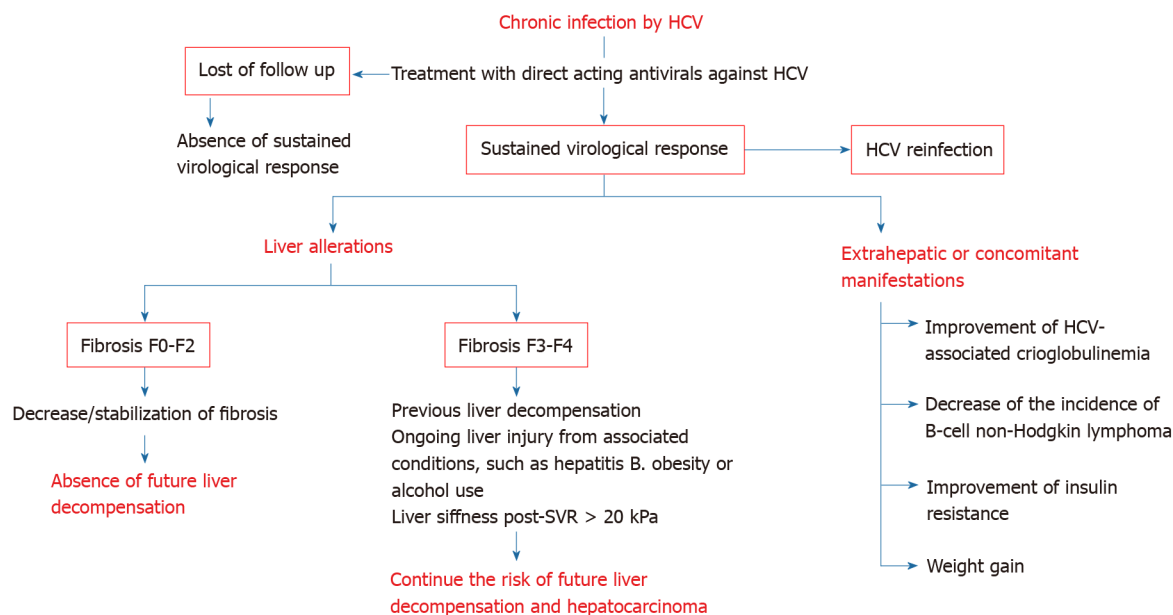 Chronic infection by HCV
Lost of follow up
Treatment with direct acting antivirals against HCV
Absence of sustained
virological response
Sustained virological response
HCV reinfection
Liver allerations
Extrahepatic or concomitant
manifestations
Fibrosis F0-F2
Fibrosis F3-F4
Decrease/stabilization of fibrosis
Absence of future liver
decompensation
Previous liver decompensation
Ongoing liver injury from associated
conditions, such as hepatitis B. obesity or
alcohol use
Liver siffness post-SVR > 20 kPa
Continue the risk of future liver
decompensation and hepatocarcinoma
Improvement of HCV-
associated crioglobulinemia
Decrease of the incidence of
B-cell non-Hodgkin lymphoma
Improvement of insulin
resistance
Weight gain